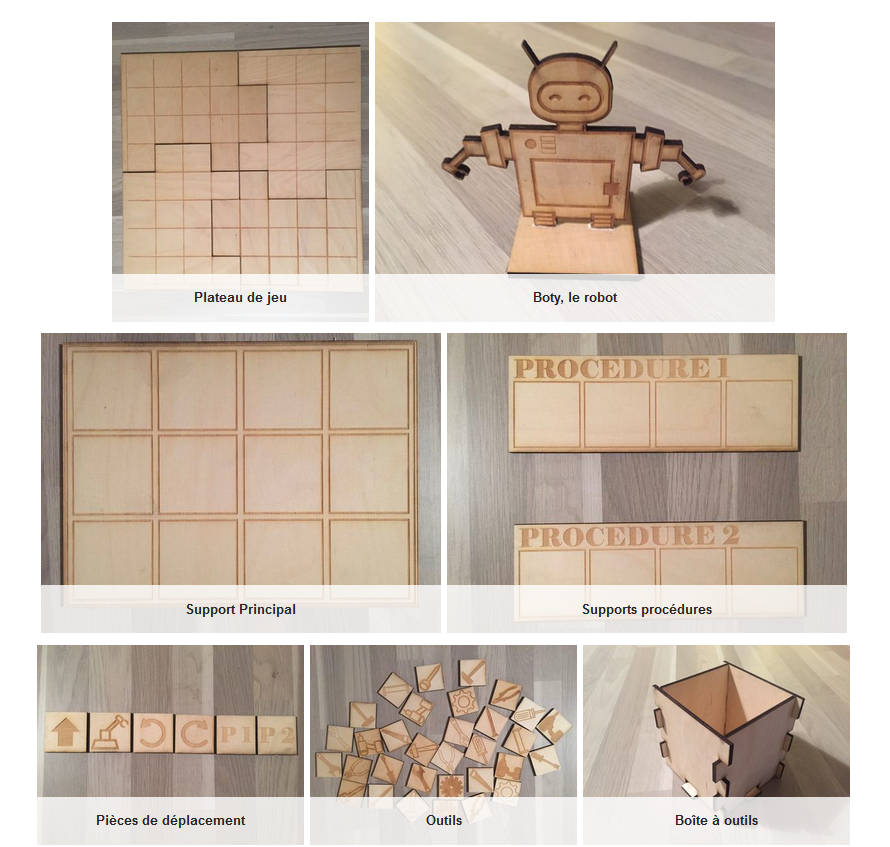 Plateau de jeu
Boty, le robot
PROCEDURE 1
PROCEDURE 2
Support Principal
Supports procédures
P1 P2
Pièces de déplacement
Outils
Boîte à outils